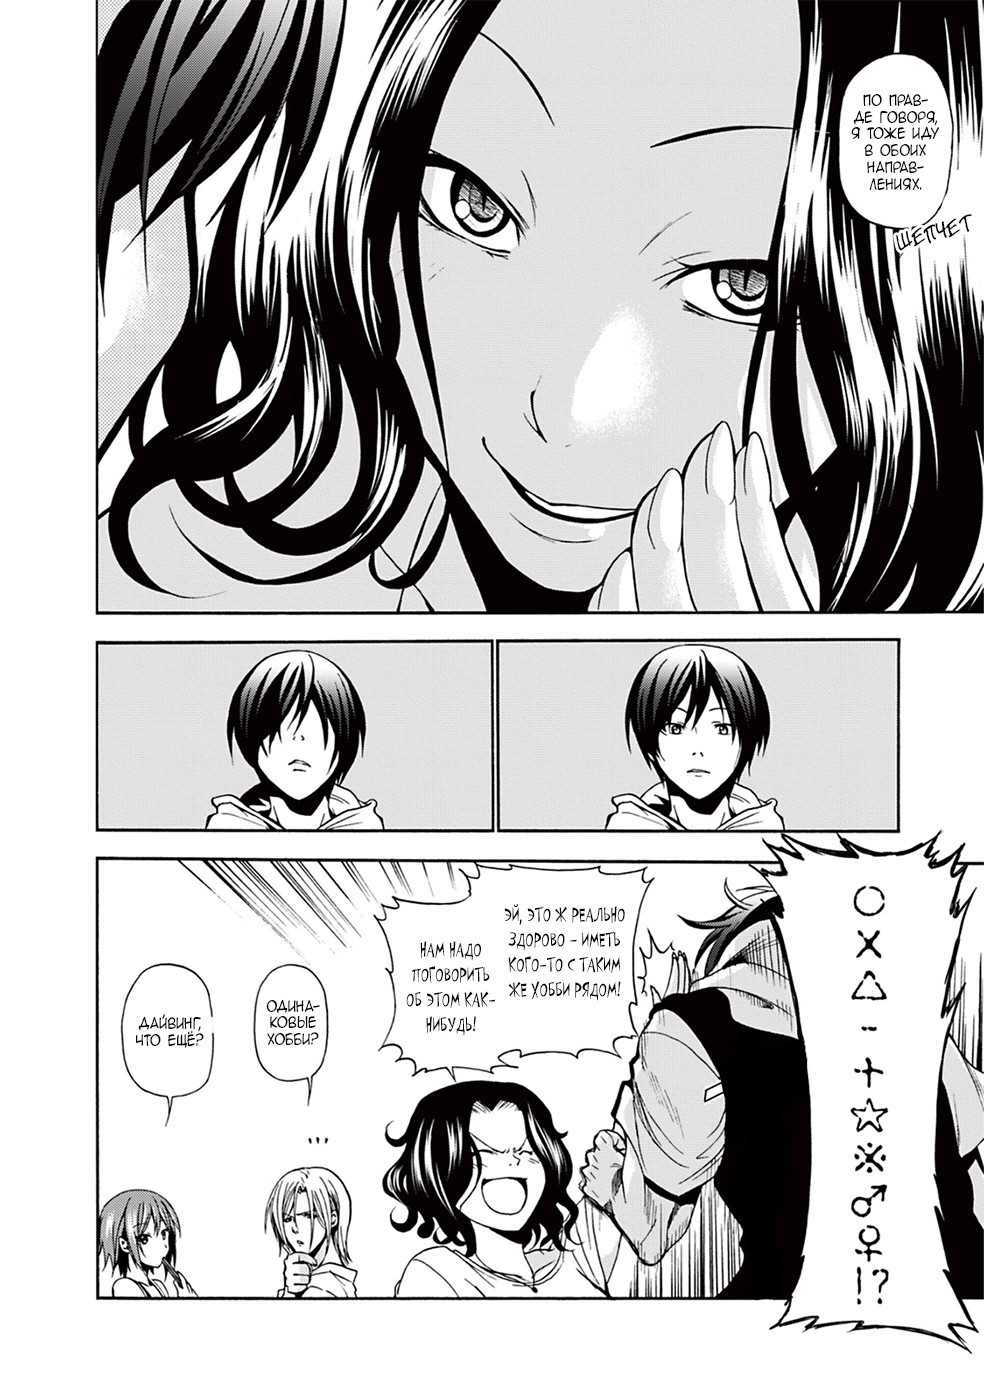 ПО ПРАВ-
ДЕ ГОВОРЯ,
Я ТОЖЕ ИДУ
В ОБОИХ
НАПРАВ-
ЛЕНИЯХ.
ШЕПЧЕТ
○
×
△
~
+
☆
※
♂
♀
!?
ЭЙ, ЭТО Ж РЕАЛЬНО
ЗДОРОВО – ИМЕТЬ
КОГО-ТО С ТАКИМ
ЖЕ ХОББИ РЯДОМ!
НАМ НАДО
ПОГОВОРИТЬ
ОБ ЭТОМ КАК-
НИБУДЬ!
ОДИНА-
КОВЫЕ
ХОББИ?
ДАЙВИНГ,
ЧТО ЕЩЁ?